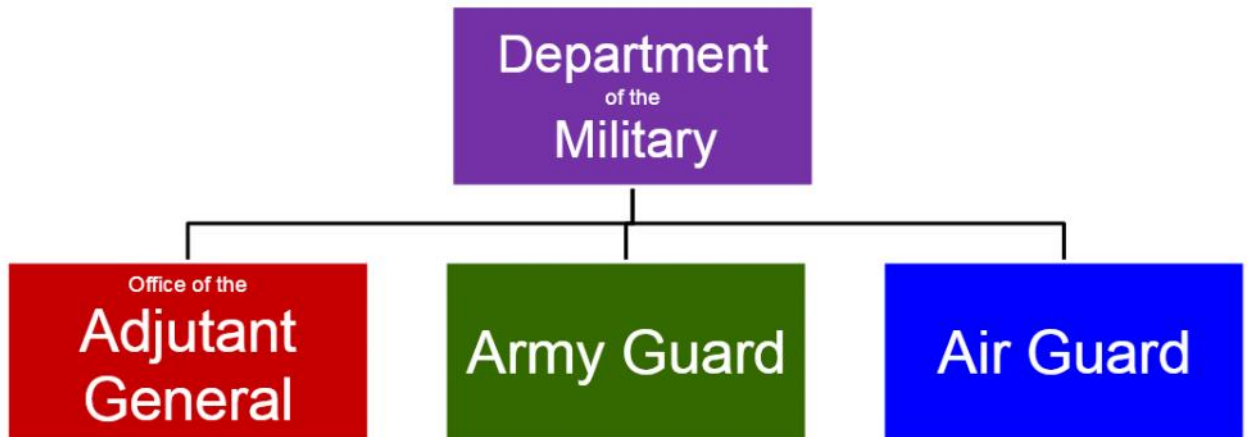 Department
of the
Military
Office of the
Adjutant
General
Army Guard
Air Guard